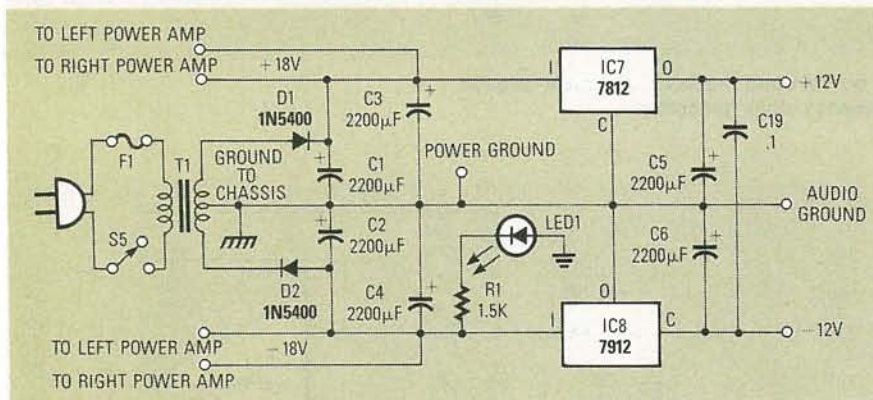 TO LEFT POWER AMP
TO RIGHT POWER AMP
+18V
D1
1N5400
C3
2200µF
I
IC7
7812
O
C
+12V
C19
.1
F1
T1
GROUND
TO
CHASSIS
+
C1
2200µF
+
POWER GROUND
C5
2200µF
+
AUDIO
GROUND
S5
+
C2
2200µF
LED1
C6
2200µF
+
D2
1N5400
C4
2200µF
+
R1
1.5K
O
I
IC8
7912
C
−12V
TO LEFT POWER AMP
−18V
TO RIGHT POWER AMP